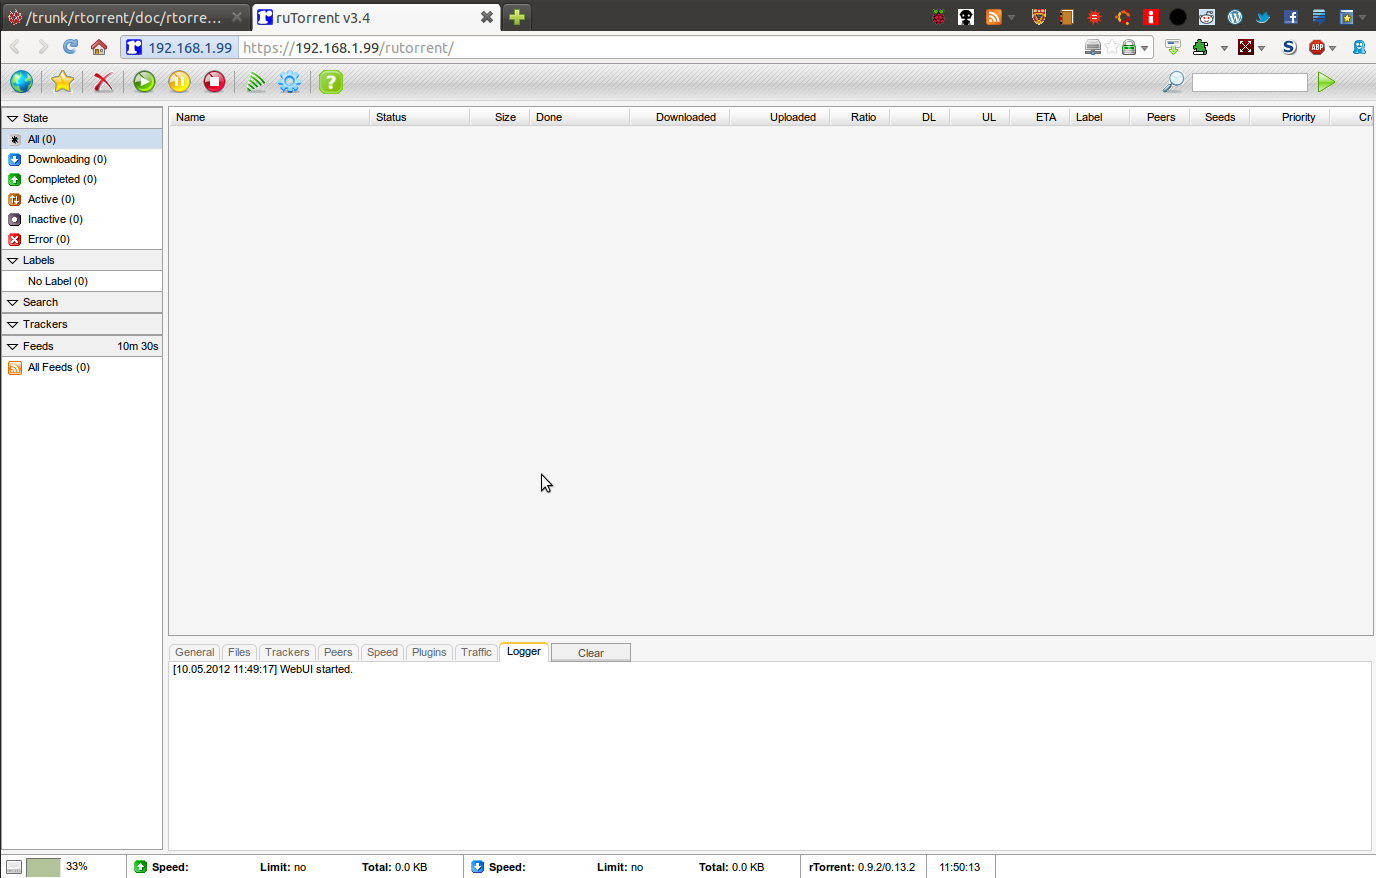 /trunk/rtorrent/doc/rtorre...
ruTorrent v3.4
192.168.1.99 https://192.168.1.99/rutorrent/
State
All (0)
Downloading (0)
Completed (0)
Active (0)
Inactive (0)
Error (0)
Labels
No Label (0)
Search
Trackers
Feeds 10m 30s
All Feeds (0)
Name Status Size Done Downloaded Uploaded Ratio DL UL ETA Label Peers Seeds Priority Cr
General Files Trackers Peers Speed Plugins Traffic Logger Clear
[10.05.2012 11:49:17] WebUI started.
33% Speed: Limit: no Total: 0.0 KB Speed: Limit: no Total: 0.0 KB rTorrent: 0.9.2/0.13.2 11:50:13